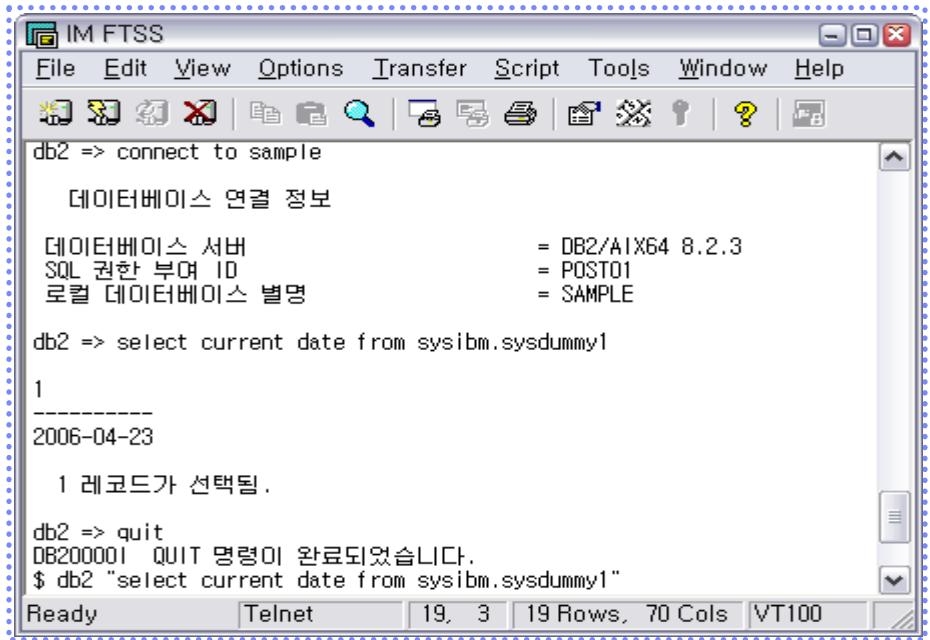 IM FTSS
File Edit View Options Transfer Script Tools Window Help
db2 => connect to sample
데이터베이스 연결 정보
데이터베이스 서버 = DB2/AIX64 8.2.3
SQL 권한 부여 ID = POST01
로컬 데이터베이스 별명 = SAMPLE
db2 => select current date from sysibm.sysdummy1
1
----------
2006-04-23
1 레코드가 선택됨.
db2 => quit
DB20000I QUIT 명령이 완료되었습니다.
$ db2 "select current date from sysibm.sysdummy1"
Ready Telnet 19, 3 19 Rows, 70 Cols VT100